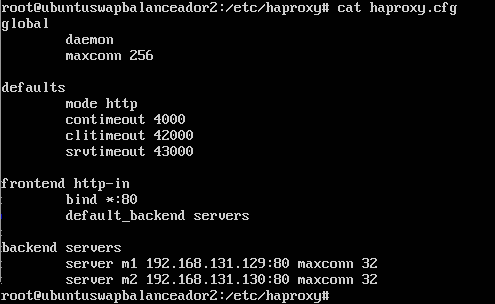 root@ubuntuswapbalanceador2:/etc/haproxy# cat haproxy.cfg
global
        daemon
        maxconn 256

defaults
        mode http
        contimeout 4000
        clitimeout 42000
        srvtimeout 43000

frontend http-in
        bind *:80
        default_backend servers

backend servers
        server m1 192.168.131.129:80 maxconn 32
        server m2 192.168.131.130:80 maxconn 32
root@ubuntuswapbalanceador2:/etc/haproxy#